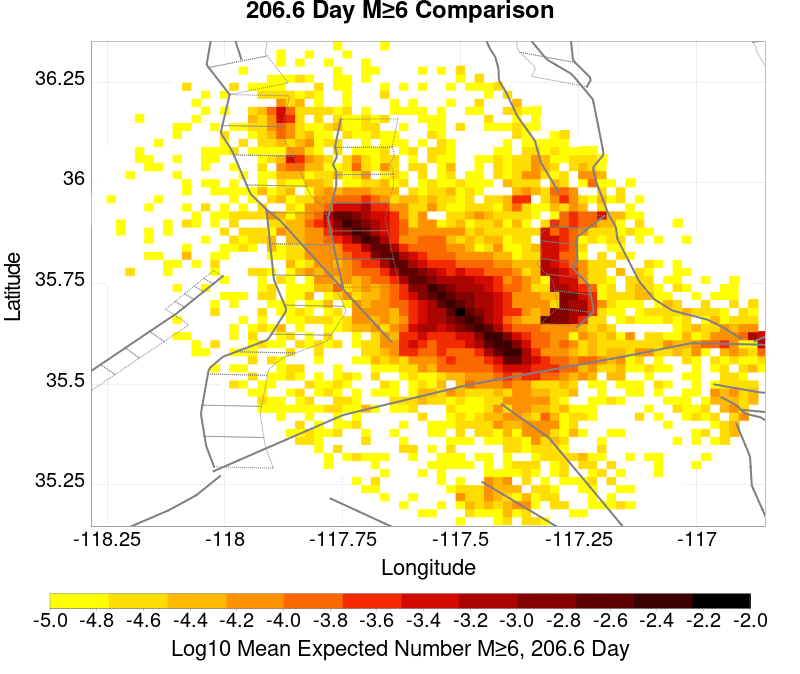 206.6 Day M≥6 Comparison
36.25
36
35.75
35.5
35.25
Latitude
-118.25 -118 -117.75 -117.5 -117.25 -117
Longitude
-5.0 -4.8 -4.6 -4.4 -4.2 -4.0 -3.8 -3.6 -3.4 -3.2 -3.0 -2.8 -2.6 -2.4 -2.2 -2.0
Log10 Mean Expected Number M≥6, 206.6 Day